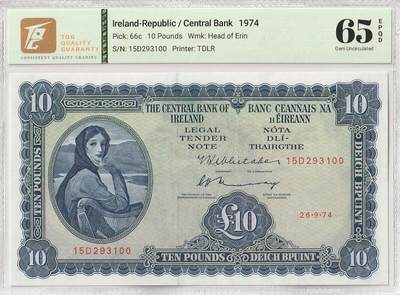 TQG
TOP
QUALITY
GUARANTY
CONSISTENT QUALITY GRADING
Ireland-Republic / Central Bank 1974
Pick: 66c 10 Pounds Wmk: Head of Erin
S/N: 15D293100 Printer: TDLR
65 EPQD
Gem Uncirculated
10
THE CENTRAL BANK OF IRELAND
BANC CEANNAIS NA hÉIREANN
10
LEGAL TENDER NOTE
NÓTA DLÍ-THAIRGTHE
TEN POUNDS
DEICH BPUINT
15D293100
£10
26·9·74
15D293100
10
TEN POUNDS
DEICH BPUINT
10